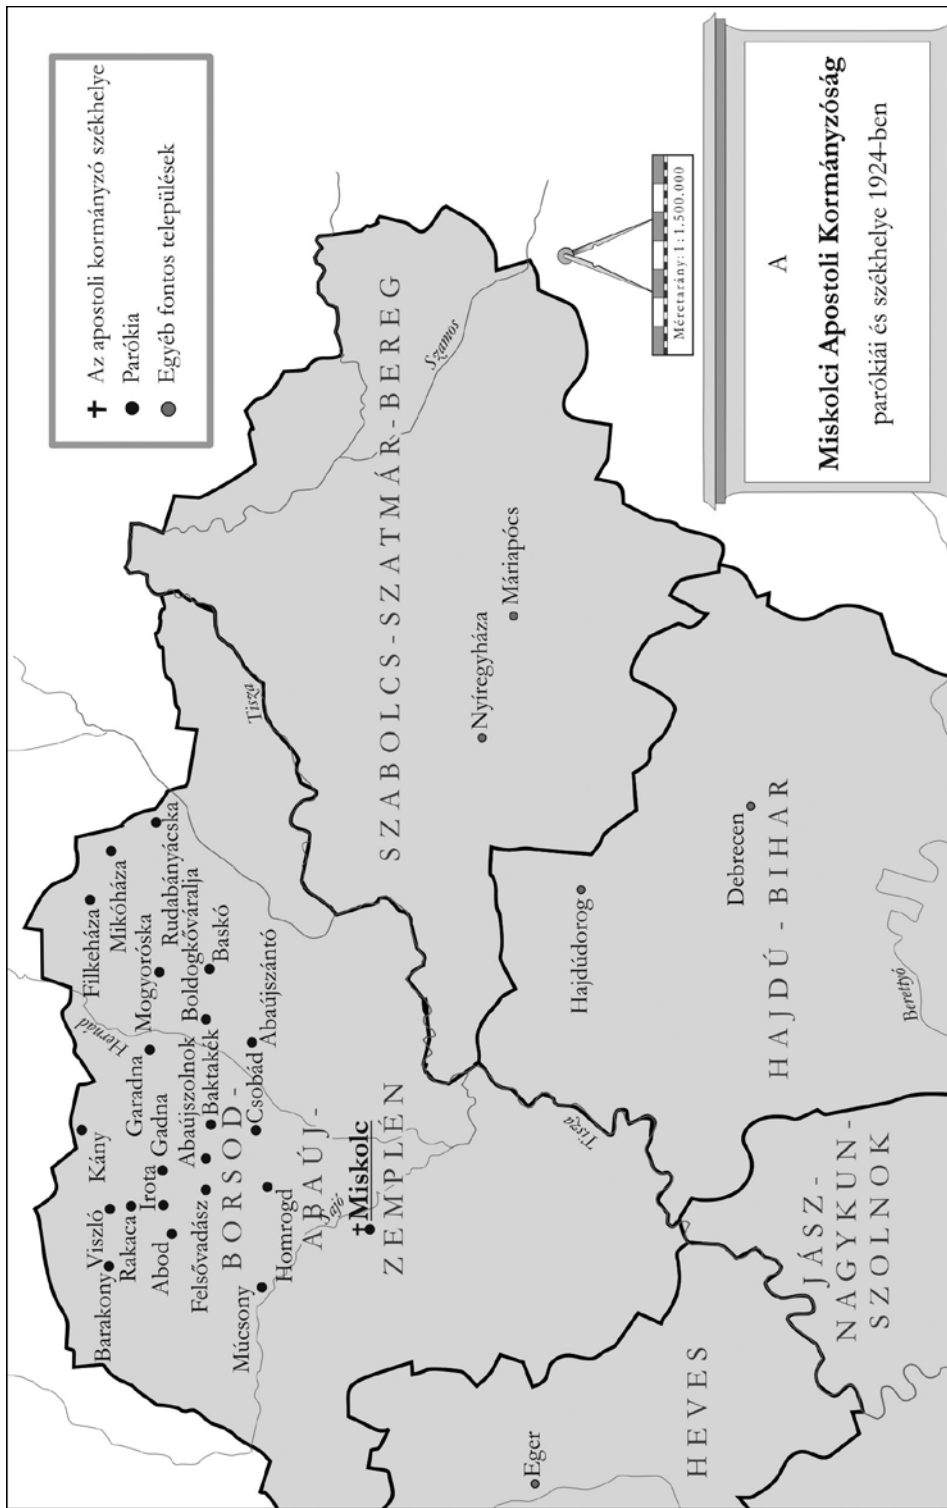 Az apostoli kormányzó székhelye
Parókia
Egyéb fontos települések
Filkeháza
Mikóháza
Rudabányácska
Mogyoróska
Boldogkőváralja
Baskó
Abaújszántó
Hernád
Garadna
Kány
Gadna
Abaújszolnok
Baktakék
Csobád
Viszló
Rakaca
Irota
Barakony
Abod
Felsővadász
Homrogd
Múcsony
BORSOD-
ABAÚJ-
ZEMPLÉN
Sajó
Miskolc
Tisza
SZABOLCS-SZATMÁR-BEREG
Szamos
Nyíregyháza
Máriapócs
Hajdúdorog
Debrecen
HAJDÚ-BIHAR
Berettyó
Tisza
JÁSZ-
NAGYKUN-
SZOLNOK
HEVES
Eger
Méretarány: 1:1.500.000
A
Miskolci Apostoli Kormányzóság
parókiái és székhelye 1924-ben